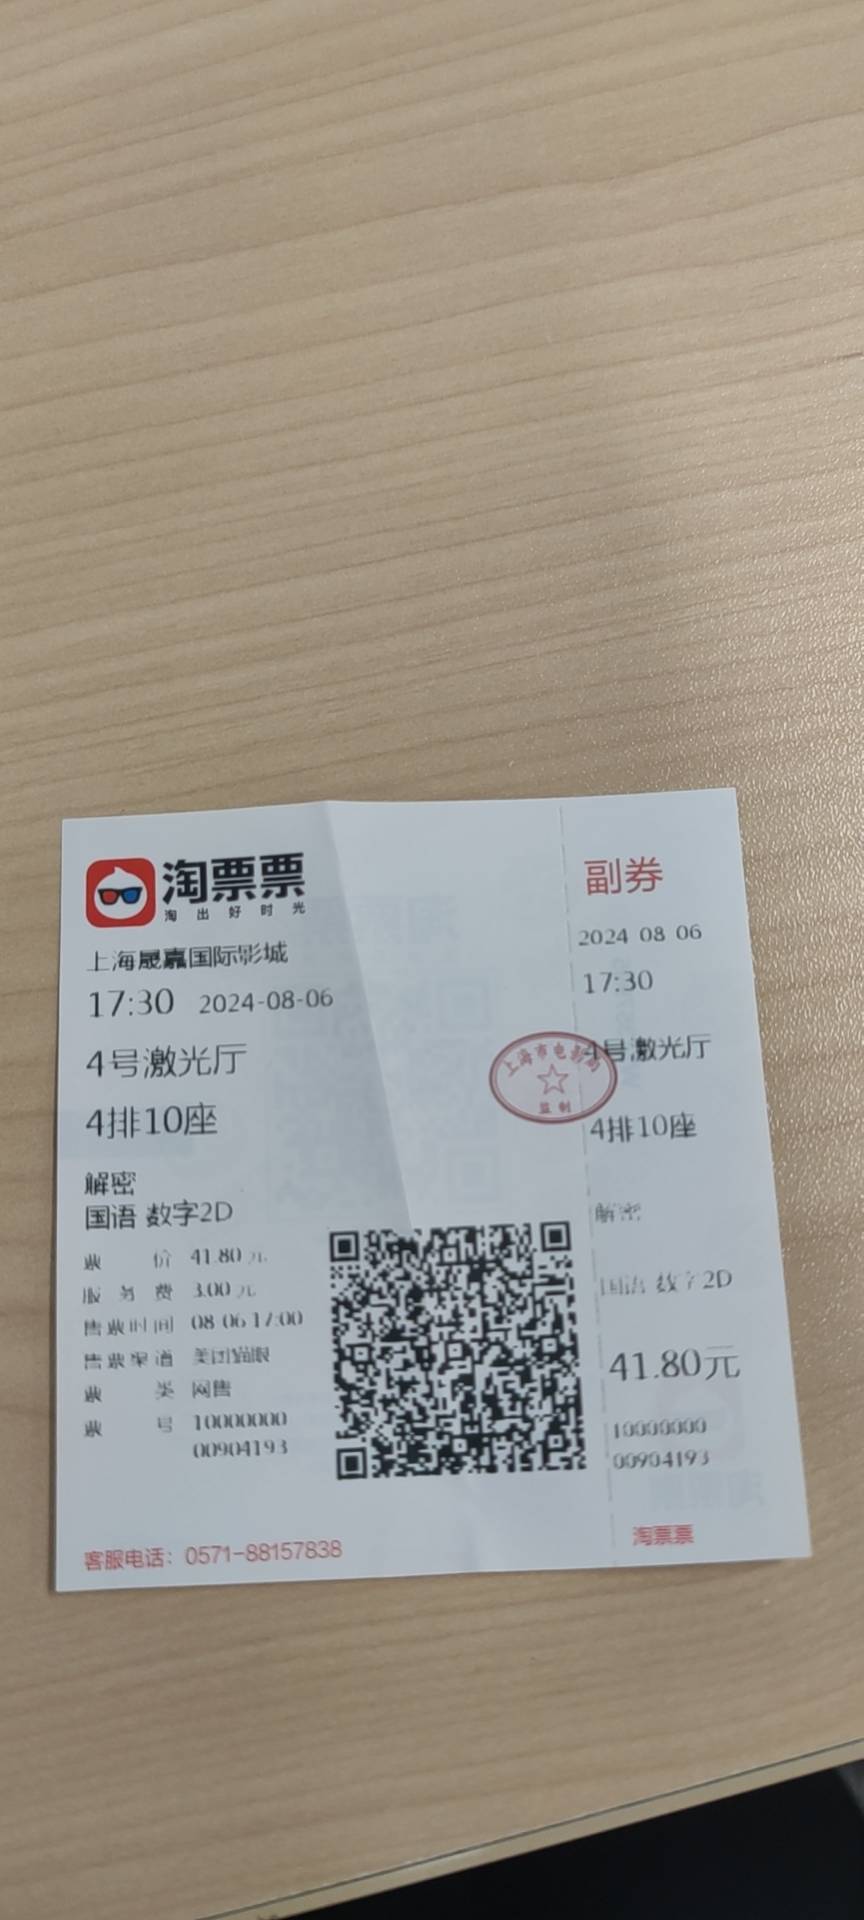 淘票票
淘出好时光
上海晟嘉国际影城
17:30 2024-08-06
4号激光厅
4排10座
解密
国语 数字2D
票价 41.80元
服务费 3.00元
售票时间 08-06 17:00
售票渠道 美团猫眼
票类 网售
票号 10000000
00904193
客服电话：0571-88157838
副券
2024 08 06
17:30
4号激光厅
上海市电影局
监制
4排10座
解密
国语 数字2D
41.80元
10000000
00904193
淘票票